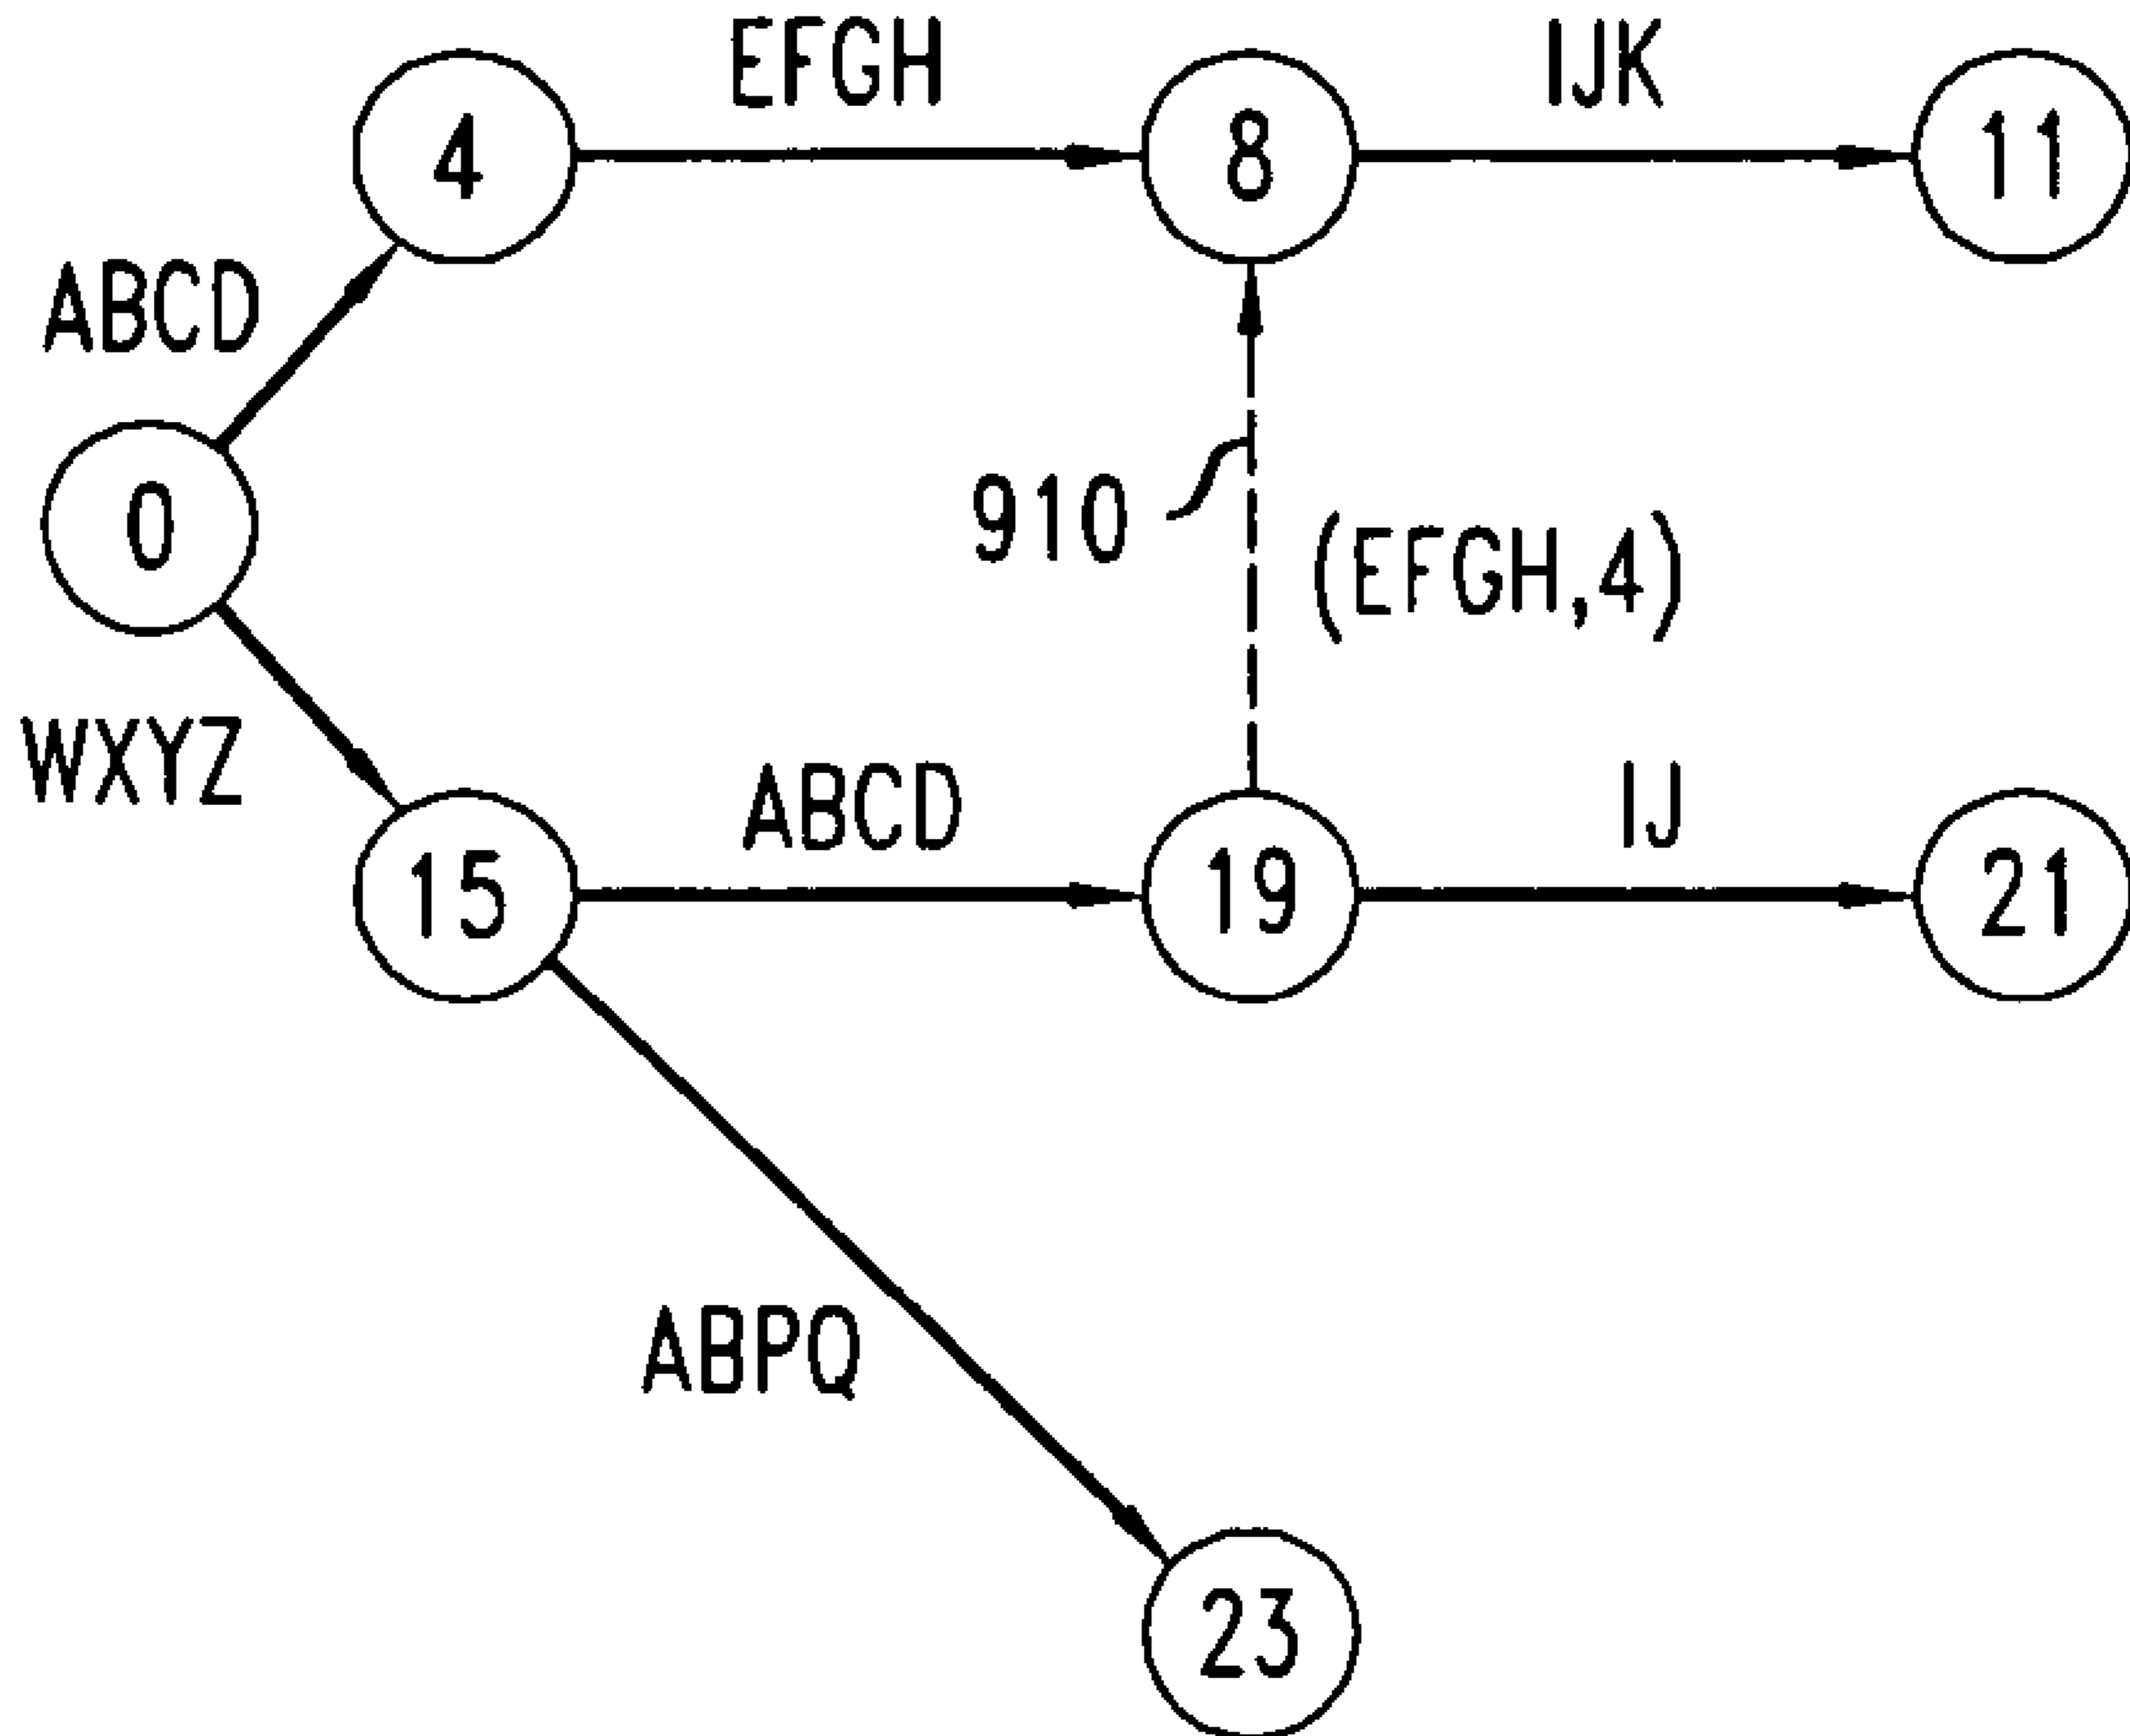 EFGH
IJK
4
8
11
ABCD
0
910
(EFGH,4)
WXYZ
ABCD
IJ
15
19
21
ABPQ
23